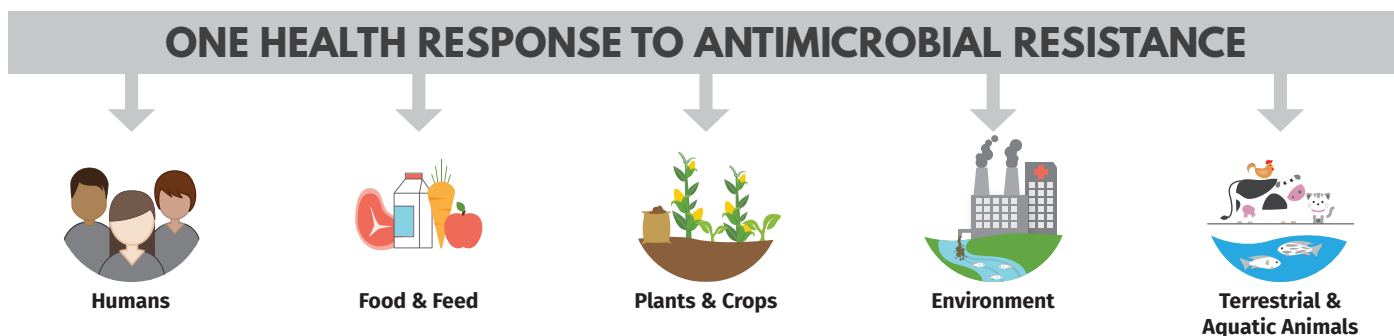 ONE HEALTH RESPONSE TO ANTIMICROBIAL RESISTANCE
Humans
Food & Feed
Plants & Crops
Environment
Terrestrial &
Aquatic Animals